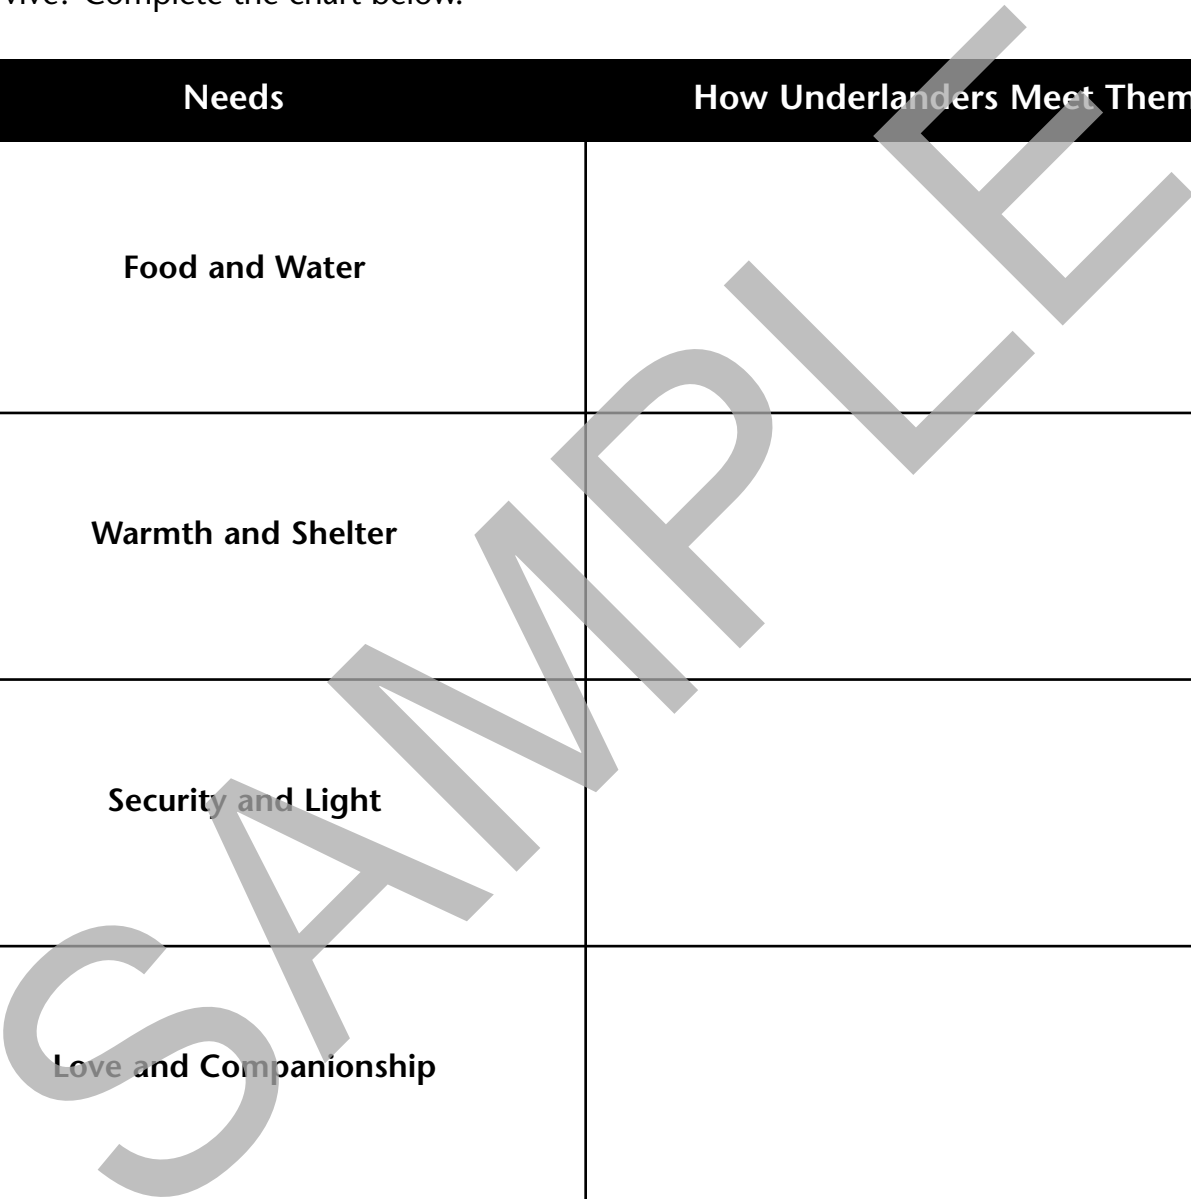 Complete the chart below.
Needs
How Underlanders Meet Them
Food and Water
Warmth and Shelter
Security and Light
Love and Companionship
SAMPLE